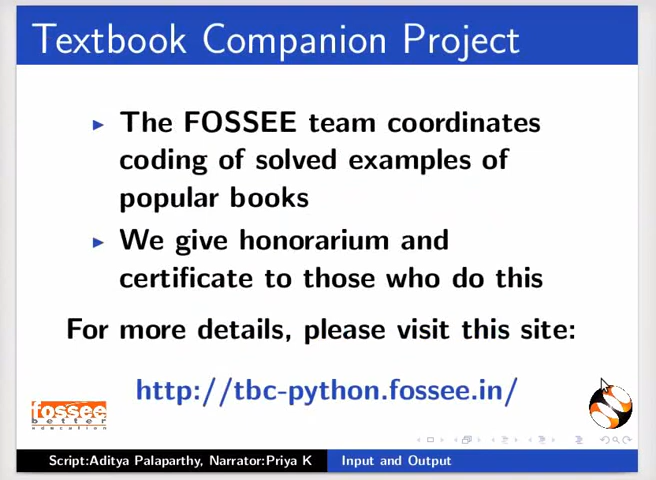 Textbook Companion Project
The FOSSEE team coordinates
coding of solved examples of
popular books
We give honorarium and
certificate to those who do this
For more details, please visit this site:
http://tbc-python.fossee.in/
fossee
better
education
Script:Aditya Palaparthy, Narrator:Priya K Input and Output